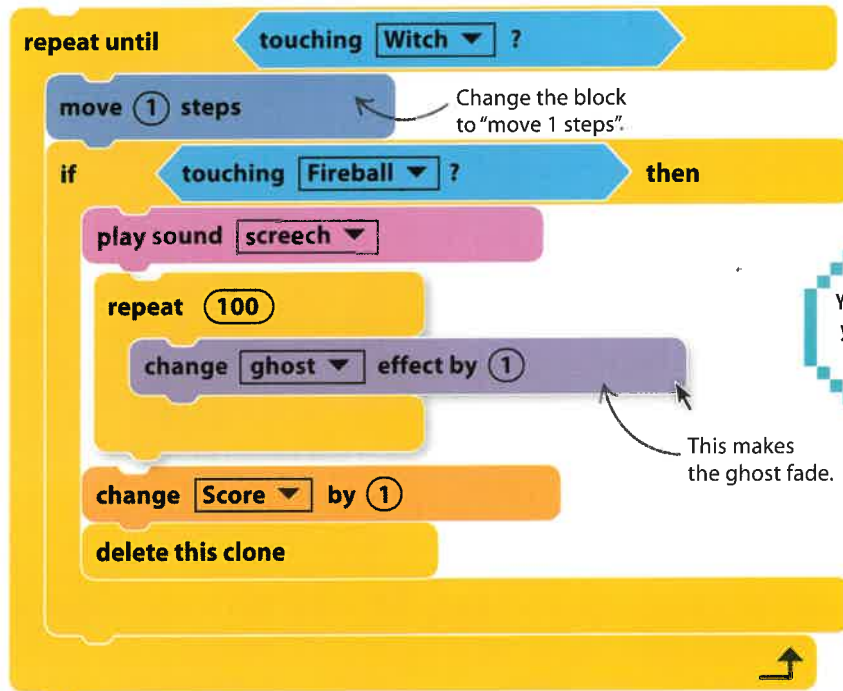 repeat until touching Witch ?
move 1 steps
Change the block
to "move 1 steps".
if touching Fireball ? then
play sound screech
repeat 100
change ghost effect by 1
This makes
the ghost fade.
change Score by 1
delete this clone